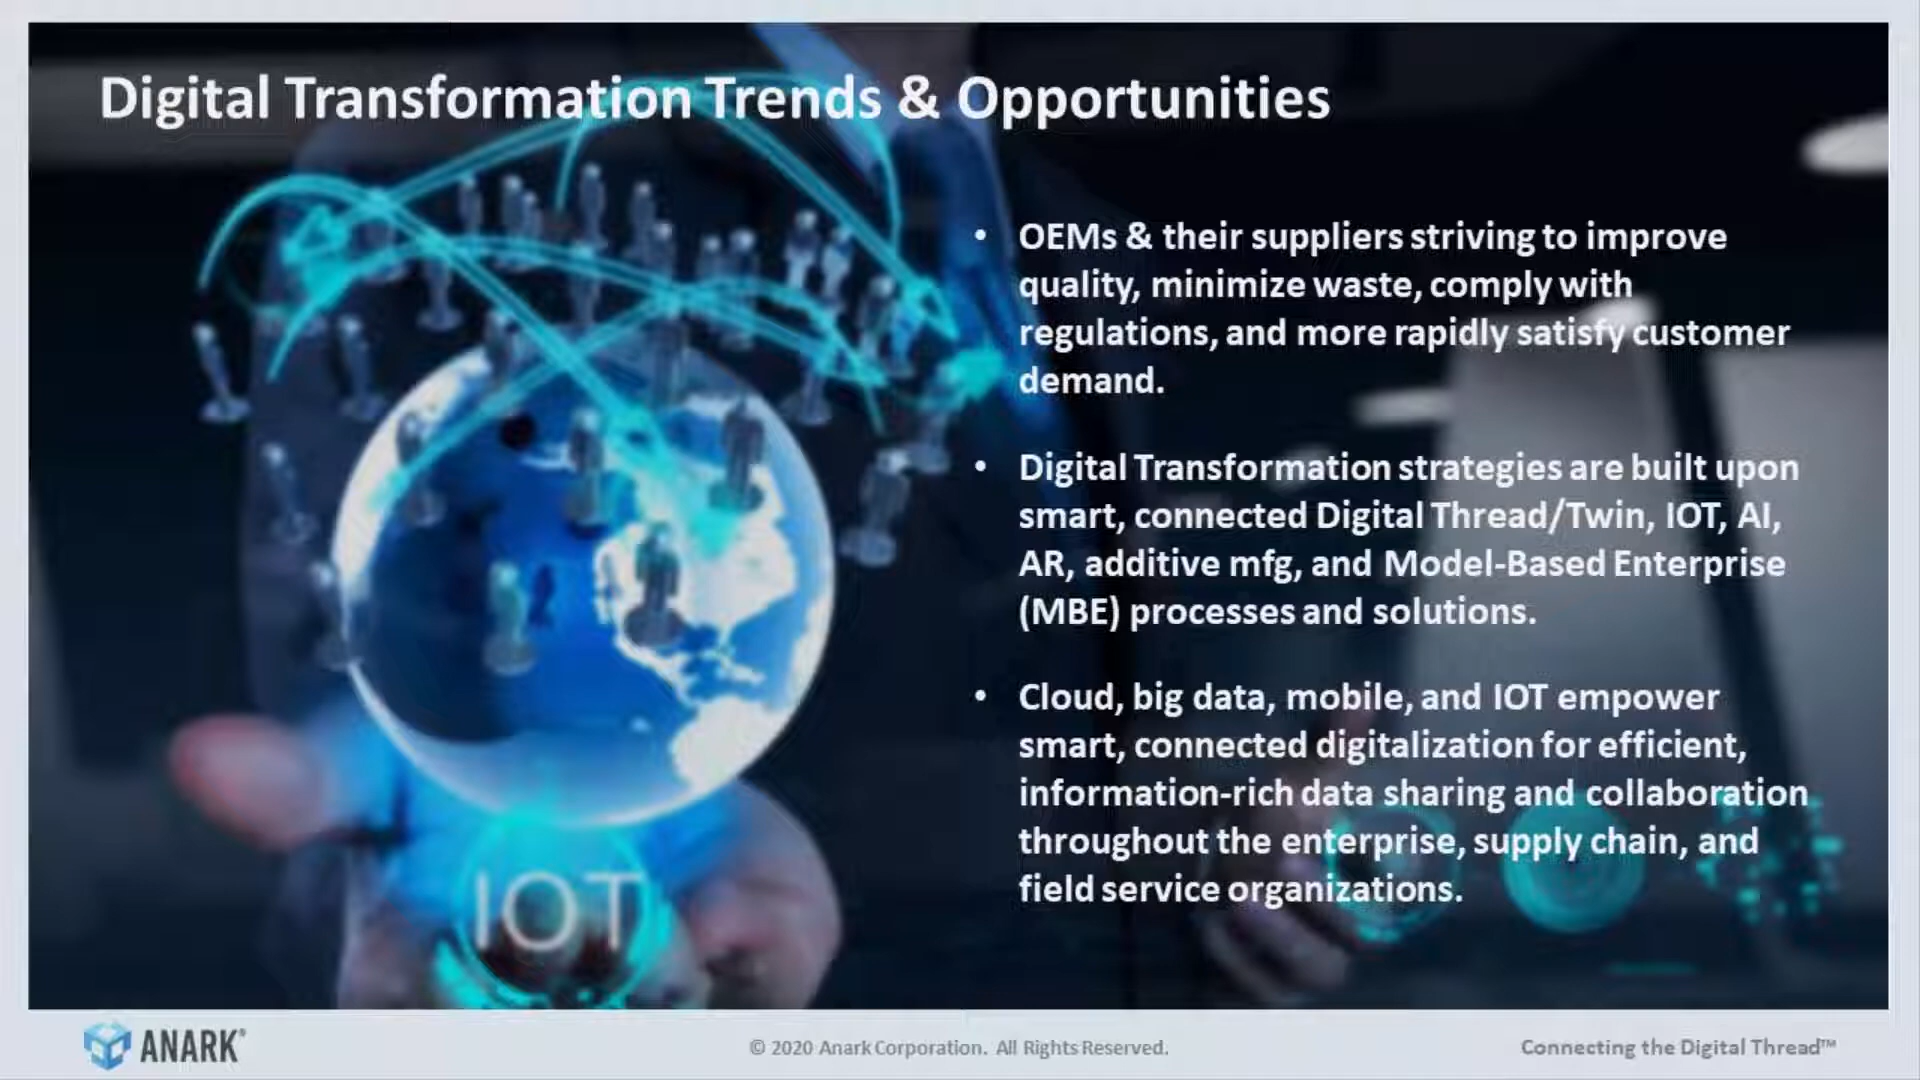 Digital Transformation Trends & Opportunities
• OEMs & their suppliers striving to improve
quality, minimize waste, comply with
regulations, and more rapidly satisfy customer
demand.
• Digital Transformation strategies are built upon
smart, connected Digital Thread/Twin, IOT, AI,
AR, additive mfg, and Model-Based Enterprise
(MBE) processes and solutions.
• Cloud, big data, mobile, and IOT empower
smart, connected digitalization for efficient,
information-rich data sharing and collaboration
throughout the enterprise, supply chain, and
field service organizations.
IOT
ANARK®
© 2020 Anark Corporation. All Rights Reserved.
Connecting the Digital Thread™